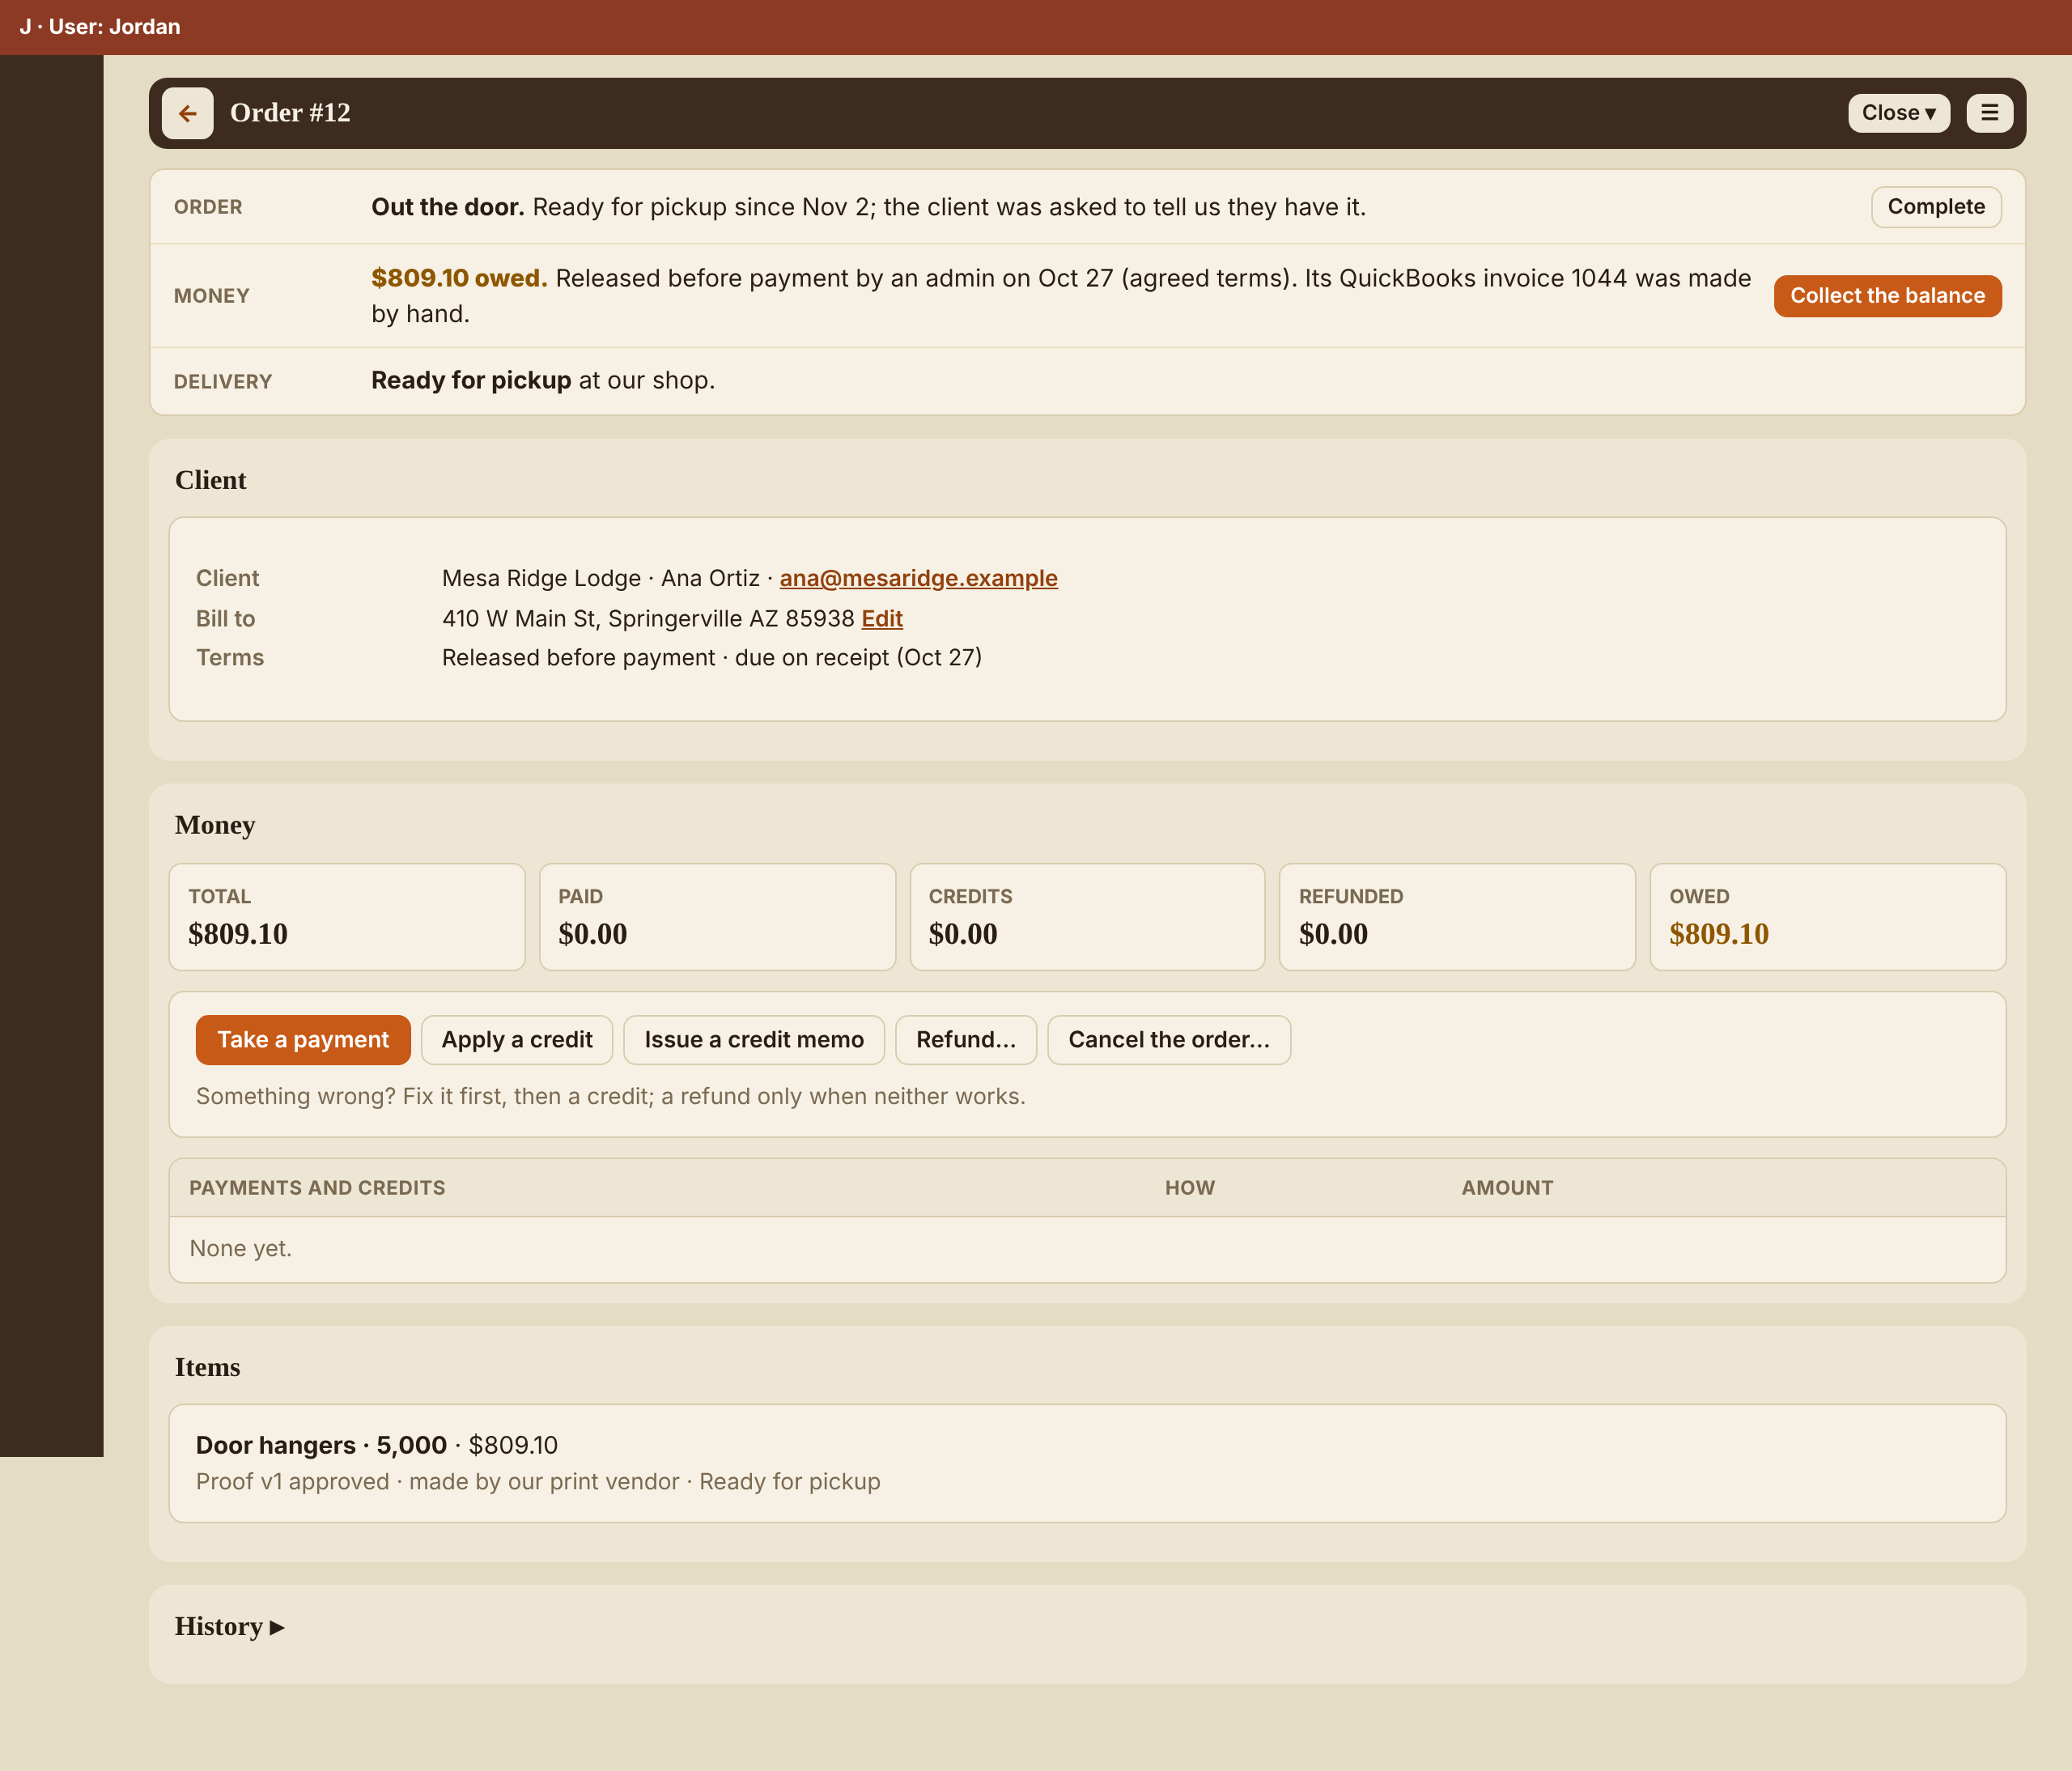 J · User: Jordan
← Order #12
Close ▾ ☰
ORDER
Out the door. Ready for pickup since Nov 2; the client was asked to tell us they have it.
Complete
MONEY
$809.10 owed. Released before payment by an admin on Oct 27 (agreed terms). Its QuickBooks invoice 1044 was made
by hand.
Collect the balance
DELIVERY
Ready for pickup at our shop.
Client
Client
Mesa Ridge Lodge · Ana Ortiz · ana@mesaridge.example
Bill to
410 W Main St, Springerville AZ 85938 Edit
Terms
Released before payment · due on receipt (Oct 27)
Money
TOTAL
$809.10
PAID
$0.00
CREDITS
$0.00
REFUNDED
$0.00
OWED
$809.10
Take a payment
Apply a credit
Issue a credit memo
Refund...
Cancel the order...
Something wrong? Fix it first, then a credit; a refund only when neither works.
PAYMENTS AND CREDITS
HOW
AMOUNT
None yet.
Items
Door hangers · 5,000 · $809.10
Proof v1 approved · made by our print vendor · Ready for pickup
History ▸